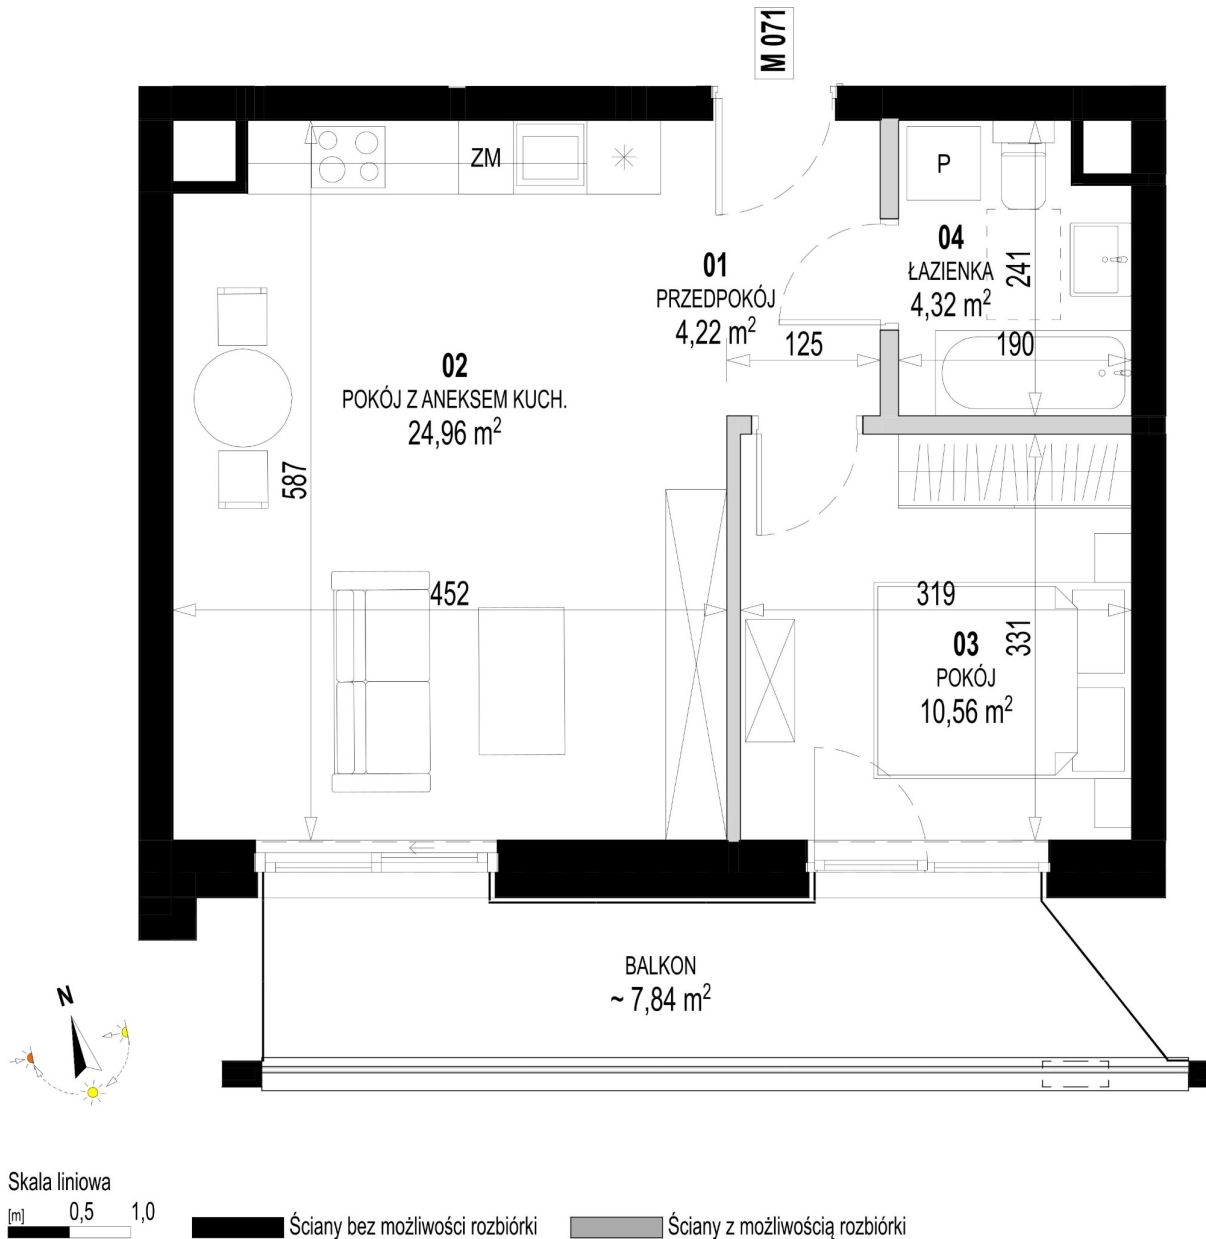 M 071
ZM
P
01
PRZEDPOKÓJ
4,22 m²
04
ŁAZIENKA
4,32 m²
241
125
190
02
POKÓJ Z ANEKSEM KUCH.
24,96 m²
587
452
319
331
03
POKÓJ
10,56 m²
BALKON
~ 7,84 m²
N
Skala liniowa
[m] 0,5 1,0
Ściany bez możliwości rozbiórki
Ściany z możliwością rozbiórki